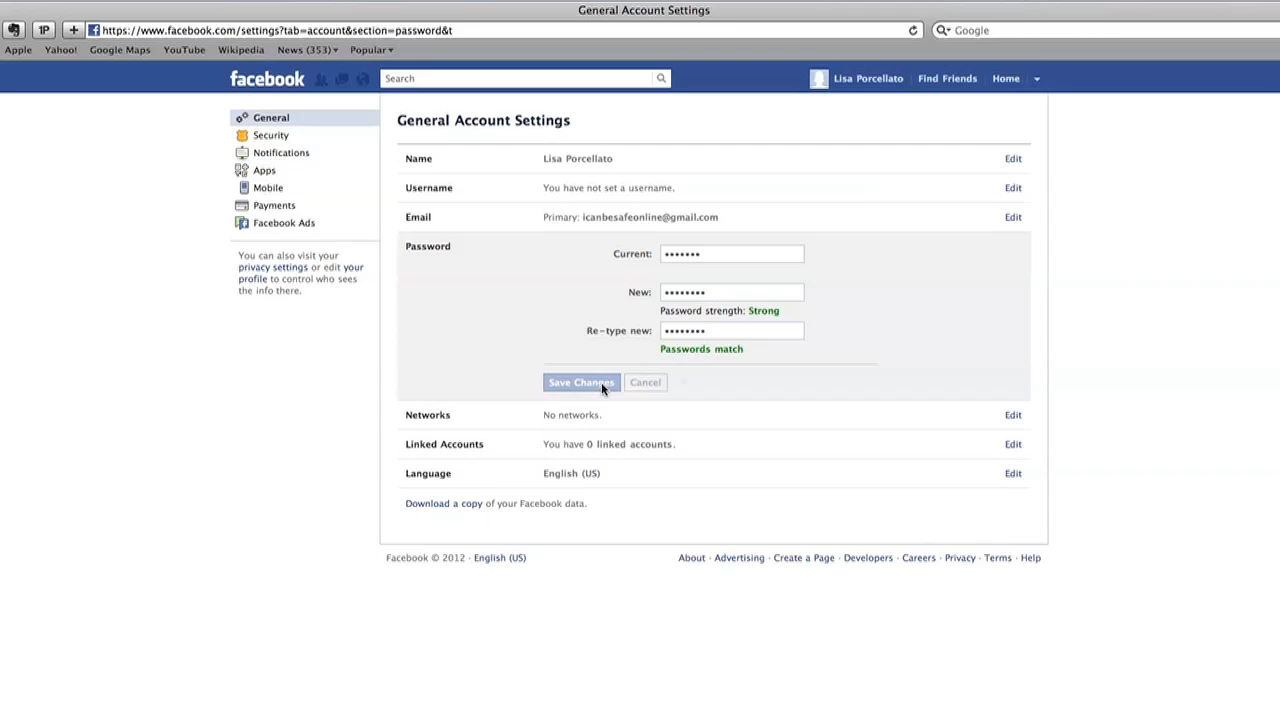 General Account Settings
1P + https://www.facebook.com/settings?tab=account&section=password&t Google
Apple Yahoo! Google Maps YouTube Wikipedia News (353)▾ Popular▾
facebook Search Lisa Porcellato Find Friends Home
General
Security
Notifications
Apps
Mobile
Payments
Facebook Ads
You can also visit your
privacy settings or edit your
profile to control who sees
the info there.
General Account Settings
Name Lisa Porcellato Edit
Username You have not set a username. Edit
Email Primary: icanbesafeonline@gmail.com Edit
Password
Current: •••••••
New: ••••••••
Password strength: Strong
Re-type new: ••••••••
Passwords match
Save Changes Cancel
Networks No networks. Edit
Linked Accounts You have 0 linked accounts. Edit
Language English (US) Edit
Download a copy of your Facebook data.
Facebook © 2012 · English (US) About · Advertising · Create a Page · Developers · Careers · Privacy · Terms · Help